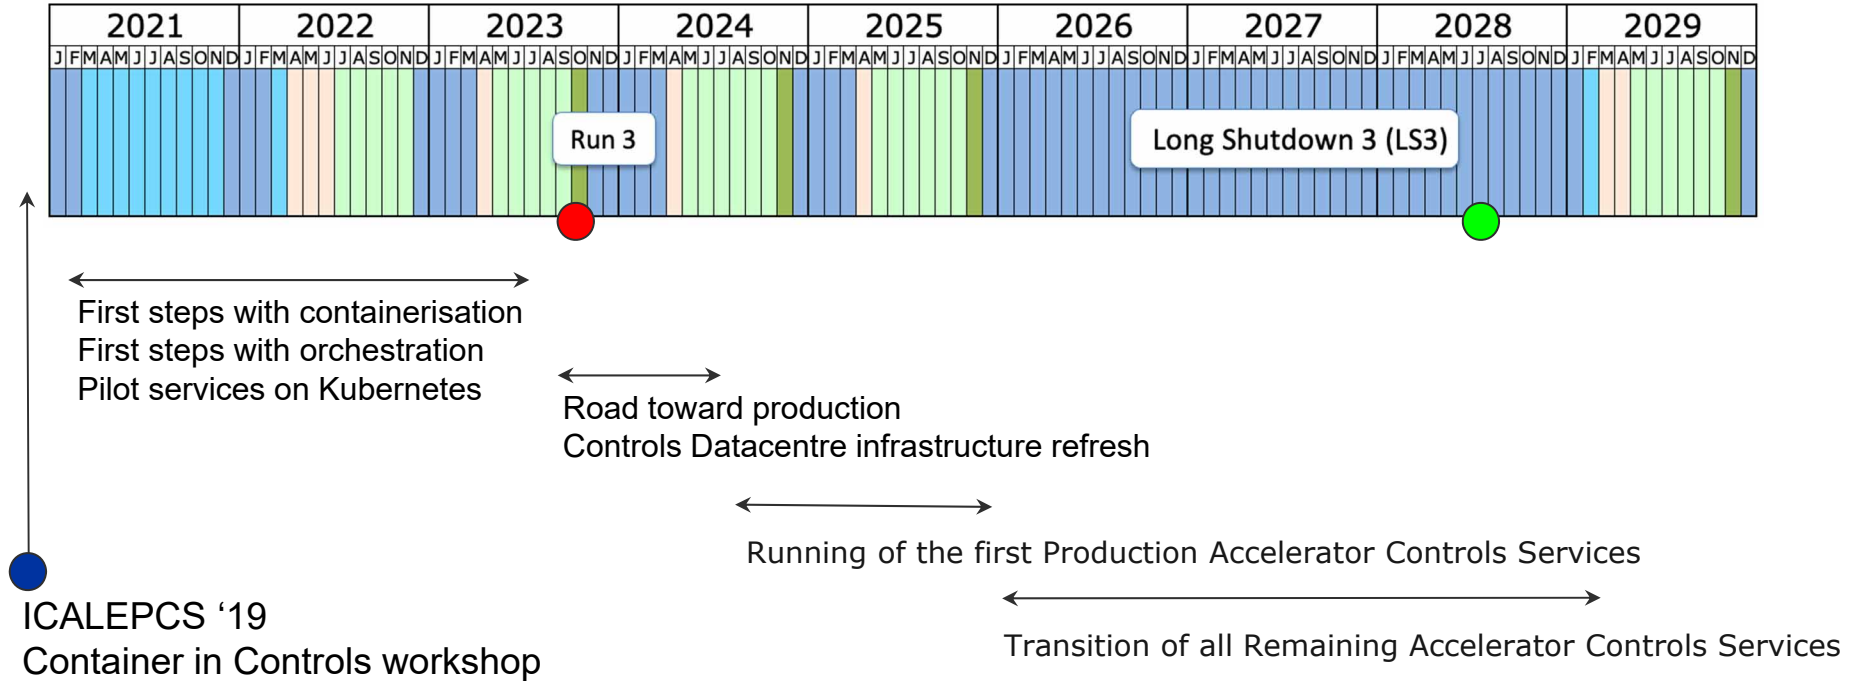 2021 2022 2023 2024 2025 2026 2027 2028 2029
J F M A M J J A S O N D J F M A M J J A S O N D J F M A M J J A S O N D J F M A M J J A S O N D J F M A M J J A S O N D J F M A M J J A S O N D J F M A M J J A S O N D J F M A M J J A S O N D J F M A M J J A S O N D
Run 3
Long Shutdown 3 (LS3)
First steps with containerisation
First steps with orchestration
Pilot services on Kubernetes
Road toward production
Controls Datacentre infrastructure refresh
Running of the first Production Accelerator Controls Services
ICALEPCS ‘19
Container in Controls workshop
Transition of all Remaining Accelerator Controls Services